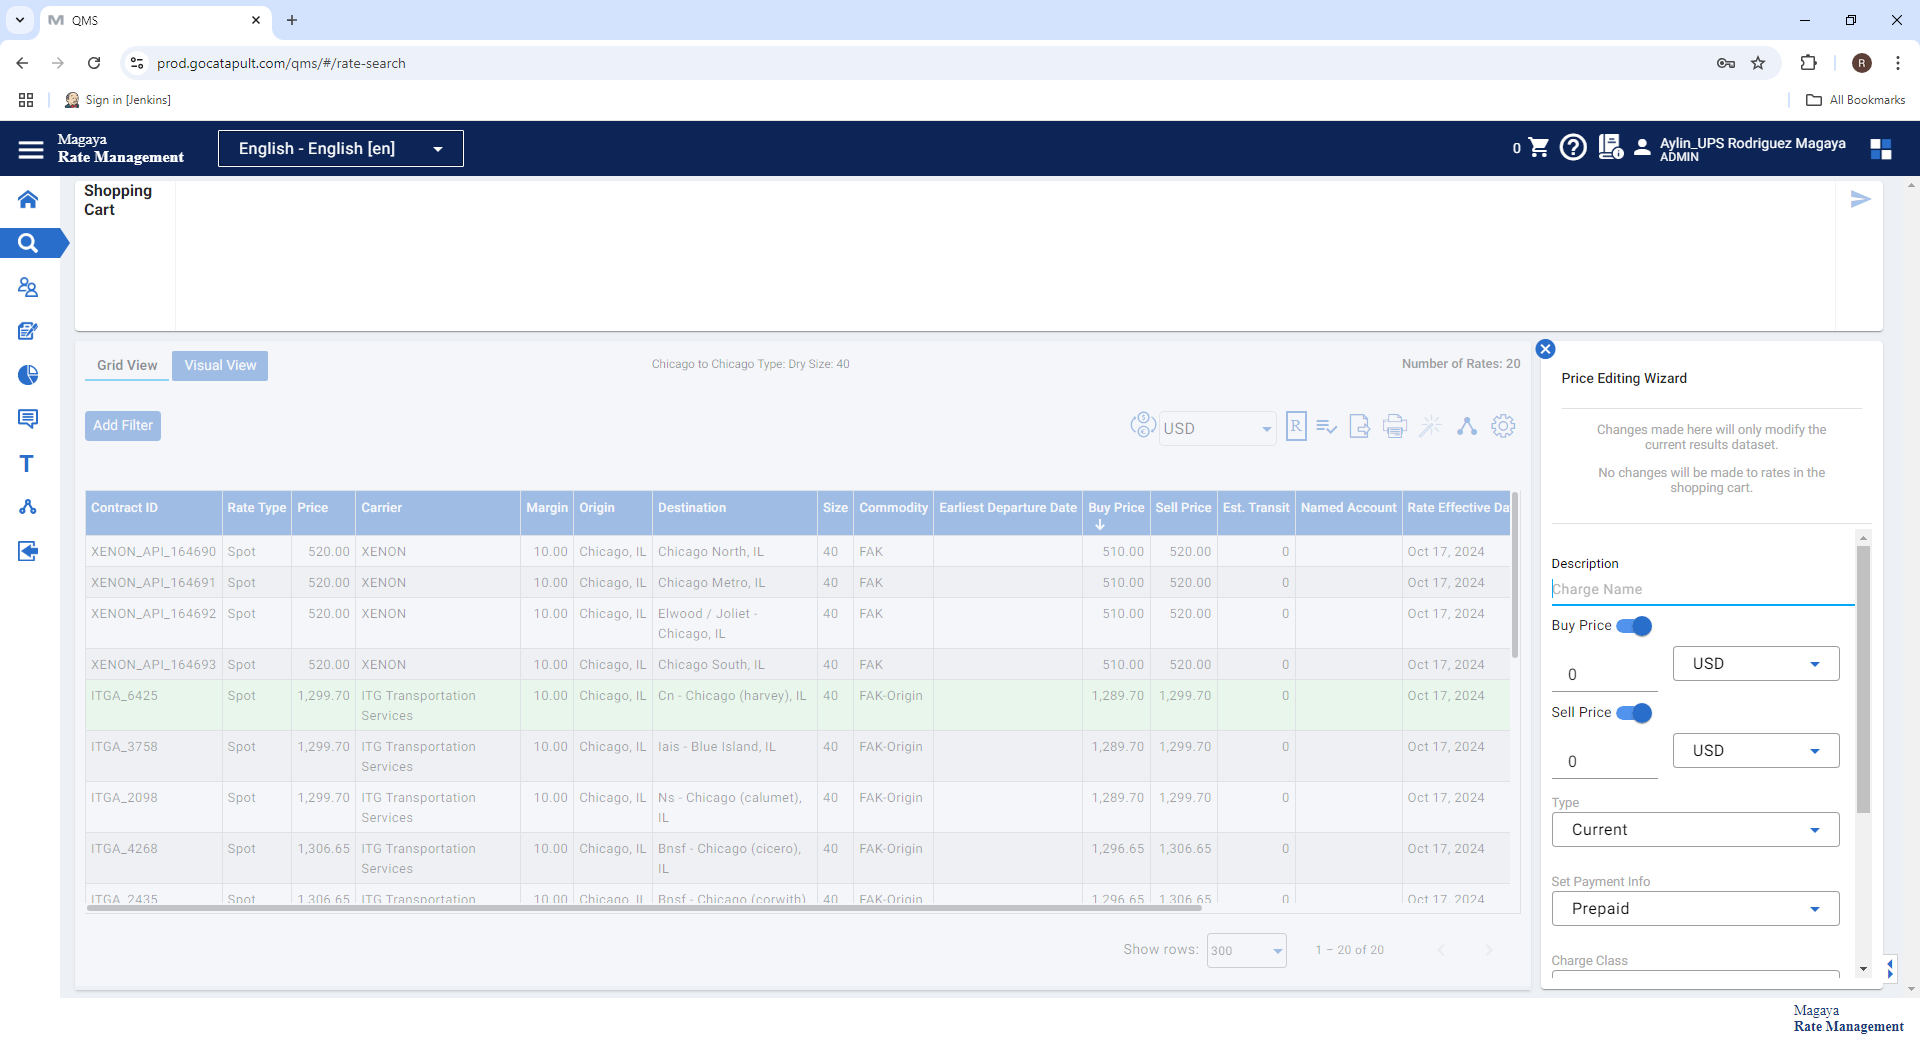 QMS
prod.gocatapult.com/qms/#/rate-search
R
Sign in [Jenkins]
All Bookmarks
Magaya
Rate Management
English - English [en]
0
Aylin_UPS Rodriguez Magaya
ADMIN
Shopping
Cart
Grid View
Visual View
Chicago to Chicago Type: Dry Size: 40
Number of Rates: 20
Add Filter
USD
R
Contract ID Rate Type Price Carrier Margin Origin Destination Size Commodity Earliest Departure Date Buy Price Sell Price Est. Transit Named Account Rate Effective Da
XENON_API_164690 Spot 520.00 XENON 10.00 Chicago, IL Chicago North, IL 40 FAK 510.00 520.00 0 Oct 17, 2024
XENON_API_164691 Spot 520.00 XENON 10.00 Chicago, IL Chicago Metro, IL 40 FAK 510.00 520.00 0 Oct 17, 2024
XENON_API_164692 Spot 520.00 XENON 10.00 Chicago, IL Elwood / Joliet - 40 FAK 510.00 520.00 0 Oct 17, 2024
Chicago, IL
XENON_API_164693 Spot 520.00 XENON 10.00 Chicago, IL Chicago South, IL 40 FAK 510.00 520.00 0 Oct 17, 2024
ITGA_6425 Spot 1,299.70 ITG Transportation 10.00 Chicago, IL Cn - Chicago (harvey), IL 40 FAK-Origin 1,289.70 1,299.70 0 Oct 17, 2024
Services
ITGA_3758 Spot 1,299.70 ITG Transportation 10.00 Chicago, IL Iais - Blue Island, IL 40 FAK-Origin 1,289.70 1,299.70 0 Oct 17, 2024
Services
ITGA_2098 Spot 1,299.70 ITG Transportation 10.00 Chicago, IL Ns - Chicago (calumet), 40 FAK-Origin 1,289.70 1,299.70 0 Oct 17, 2024
Services IL
ITGA_4268 Spot 1,306.65 ITG Transportation 10.00 Chicago, IL Bnsf - Chicago (cicero), 40 FAK-Origin 1,296.65 1,306.65 0 Oct 17, 2024
Services IL
ITGA_2435 Spot 1,306.65 ITG Transportation 10.00 Chicago, IL Bnsf - Chicago (corwith) 40 FAK-Origin 1,296.65 1,306.65 0 Oct 17, 2024
Show rows:
300
1 – 20 of 20
Price Editing Wizard
Changes made here will only modify the
current results dataset.
No changes will be made to rates in the
shopping cart.
Description
Charge Name
Buy Price
0
USD
Sell Price
0
USD
Type
Current
Set Payment Info
Prepaid
Charge Class
Magaya
Rate Management